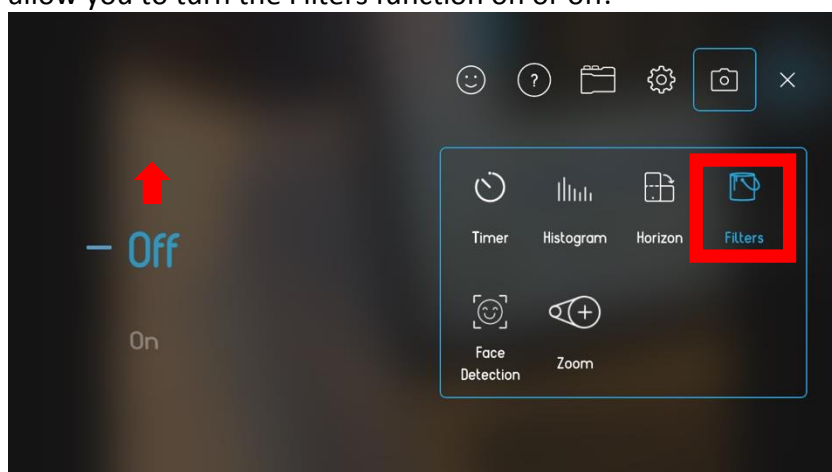 allow you to turn the Filters function on or off.
?
Timer Histogram Horizon Filters
Off
On
Face
Detection
Zoom